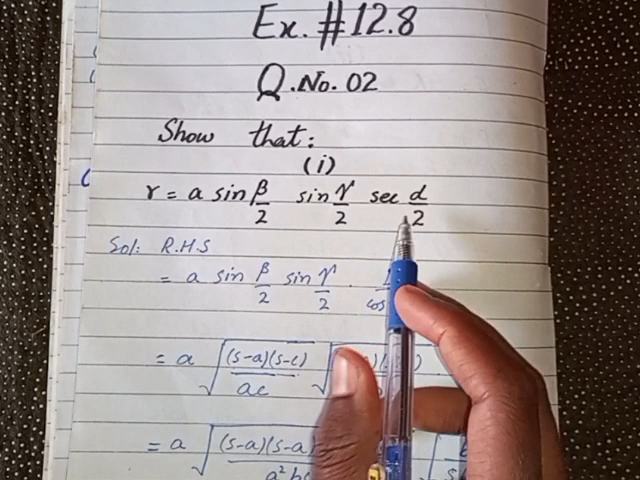 Ex. #12.8
Q.No. 02
Show that:
(i)
r = a sin β/2 sin γ/2 sec α/2
Sol: R.H.S
= a sin β/2 sin γ/2 .
= a √(s-a)(s-c)/ac √
= a √(s-a)(s-a)